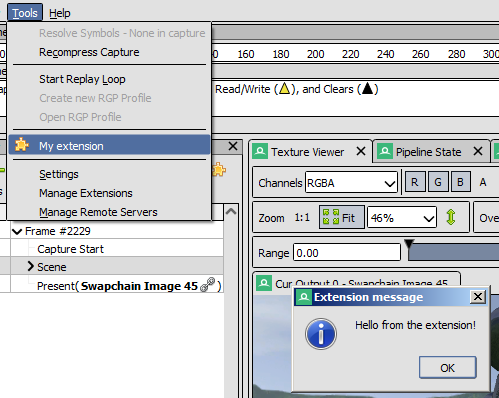 Tools Help
Resolve Symbols - None in capture
Recompress Capture
160 180 200 220 240 260 280 300 320
Start Replay Loop
Read/Write ( ), and Clears ( )
Create new RGP Profile
Open RGP Profile
My extension
Texture Viewer Pipeline State
Settings
Channels RGBA R G B A
Manage Extensions
Manage Remote Servers
Zoom 1:1 Fit 46% Ove
Frame #2229
Capture Start
Range 0.00
Scene
Present( Swapchain Image 45 )
Cur Output 0 - Swapchain Image 45
Extension message
Hello from the extension!
OK